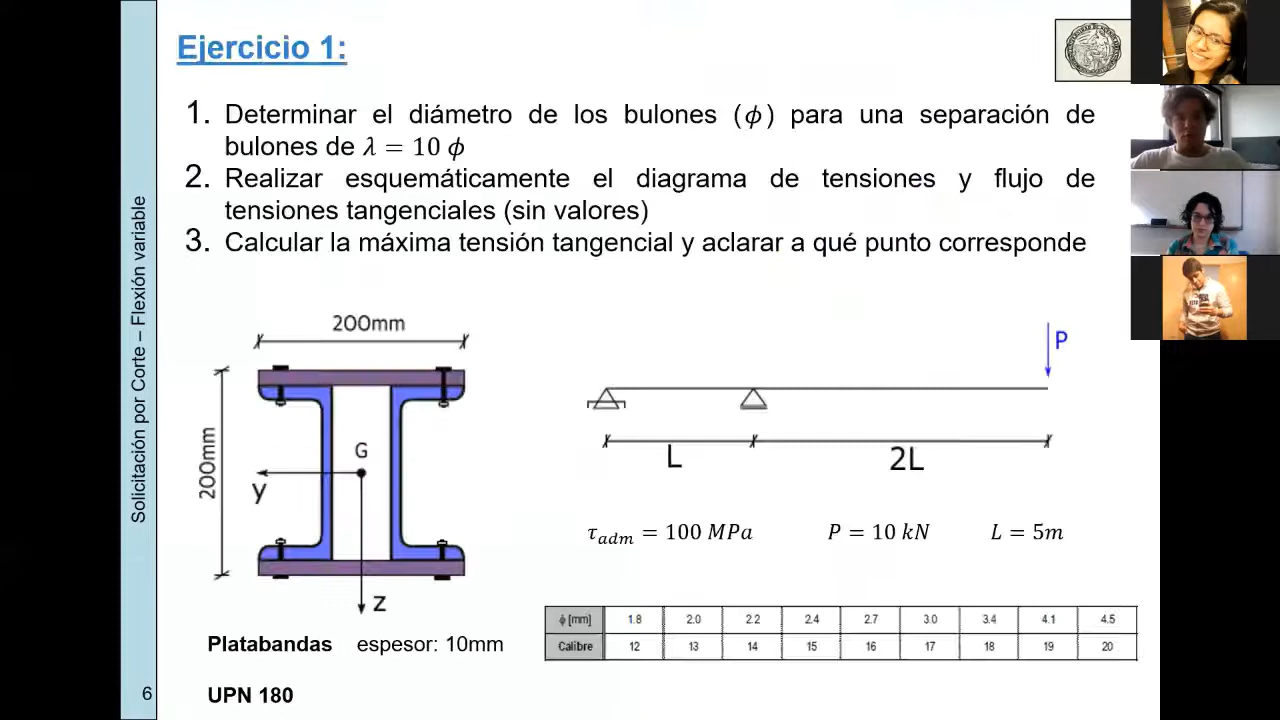 Ejercicio 1:
1. Determinar el diámetro de los bulones (ϕ) para una separación de
bulones de λ = 10 ϕ
2. Realizar esquemáticamente el diagrama de tensiones y flujo de
tensiones tangenciales (sin valores)
3. Calcular la máxima tensión tangencial y aclarar a qué punto corresponde
Solicitación por Corte – Flexión variable
200mm
200mm
G
y
z
P
L
2L
τadm = 100 MPa
P = 10 kN
L = 5m
ϕ [mm] 1.8 2.0 2.2 2.4 2.7 3.0 3.4 4.1 4.5
Calibre 12 13 14 15 16 17 18 19 20
Platabandas espesor: 10mm
UPN 180
6